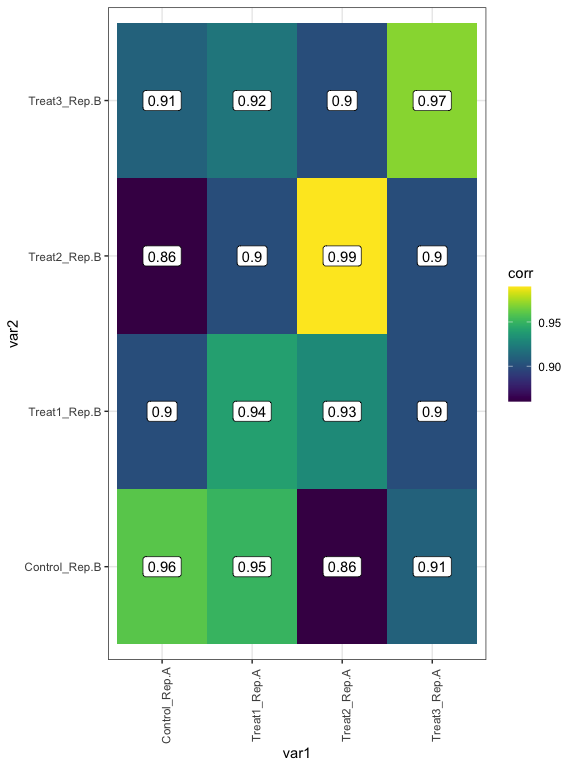 Treat3_Rep.B
0.91 0.92 0.9 0.97
Treat2_Rep.B
0.86 0.9 0.99 0.9
Treat1_Rep.B
0.9 0.94 0.93 0.9
Control_Rep.B
0.96 0.95 0.86 0.91
var2
Control_Rep.A
Treat1_Rep.A
Treat2_Rep.A
Treat3_Rep.A
var1
corr
0.95
0.90